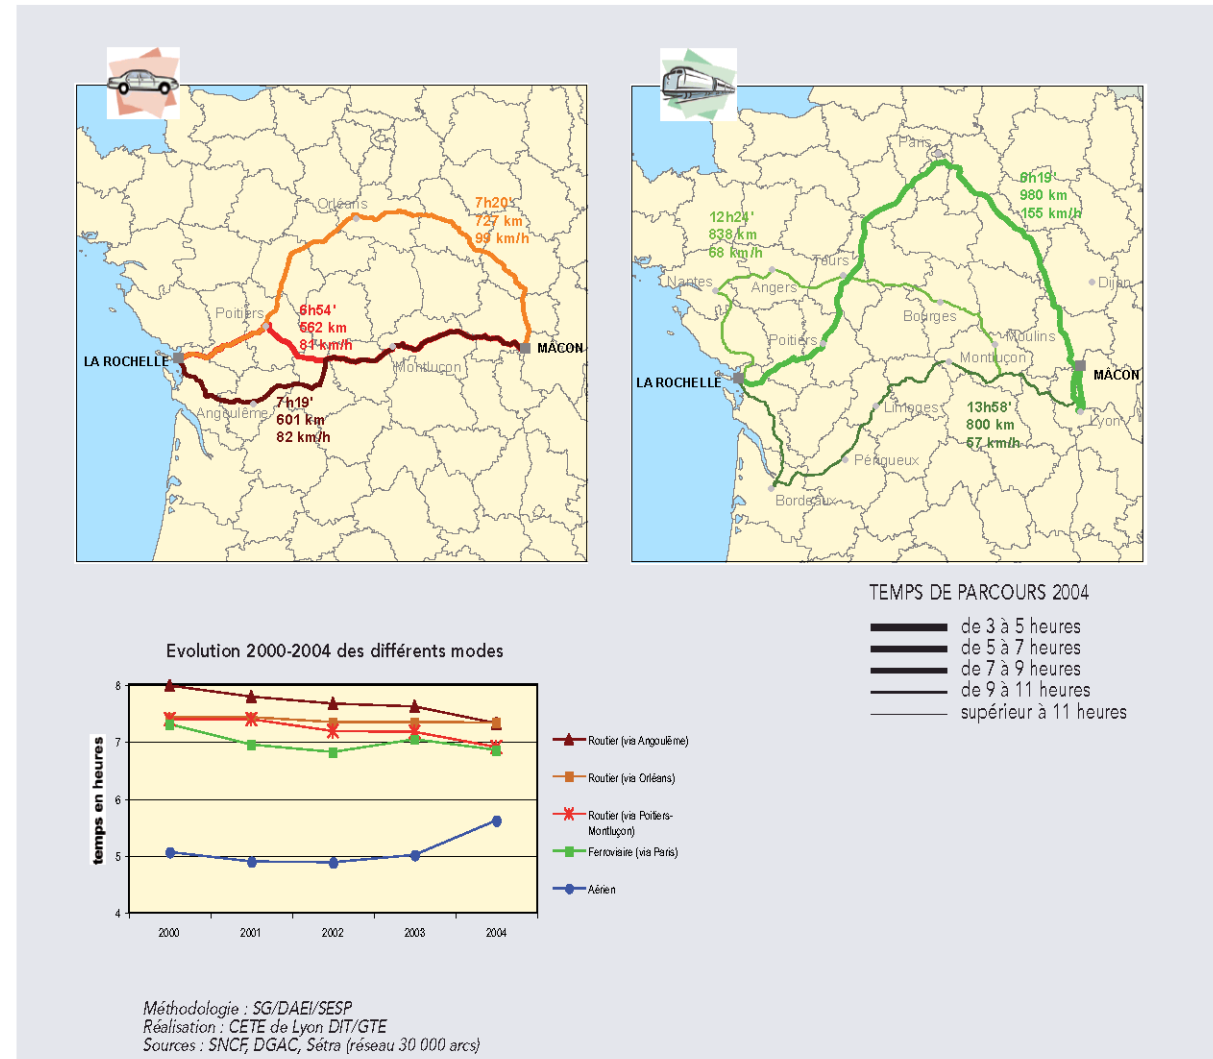 Orléans
7h20'
727 km
99 km/h
Poitiers
6h54'
562 km
81 km/h
LA ROCHELLE
MÂCON
Montluçon
Angoulême
7h19'
601 km
82 km/h
Paris
6h19'
980 km
155 km/h
12h24'
838 km
68 km/h
Tours
Nantes
Angers
Dijon
Bourges
Poitiers
Moulins
Montluçon
LA ROCHELLE
MÂCON
Limoges
13h58'
800 km
57 km/h
Lyon
Périgueux
Bordeaux
TEMPS DE PARCOURS 2004
de 3 à 5 heures
de 5 à 7 heures
de 7 à 9 heures
de 9 à 11 heures
supérieur à 11 heures
Evolution 2000-2004 des différents modes
temps en heures
8
7
6
5
4
2000
2001
2002
2003
2004
Routier (via Angoulême)
Routier (via Orléans)
Routier (via Poitiers-
Montluçon)
Ferroviaire (via Paris)
Aérien
Méthodologie : SG/DAEI/SESP
Réalisation : CETE de Lyon DIT/GTE
Sources : SNCF, DGAC, Sétra (réseau 30 000 arcs)